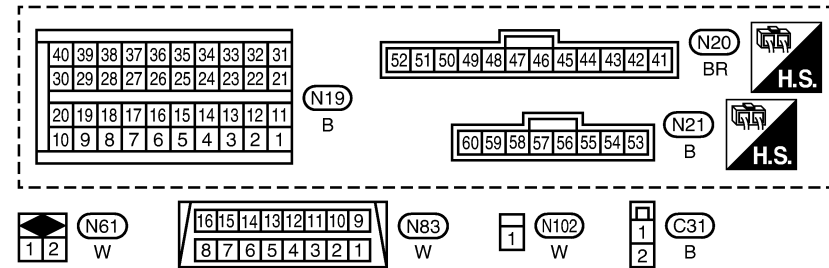 40 39 38 37 36 35 34 33 32 31
30 29 28 27 26 25 24 23 22 21
20 19 18 17 16 15 14 13 12 11
10 9 8 7 6 5 4 3 2 1
N19
B
52 51 50 49 48 47 46 45 44 43 42 41
N20
BR
H.S.
60 59 58 57 56 55 54 53
N21
B
H.S.
1 2
N61
W
16 15 14 13 12 11 10 9
8 7 6 5 4 3 2 1
N83
W
1
N102
W
1
2
C31
B